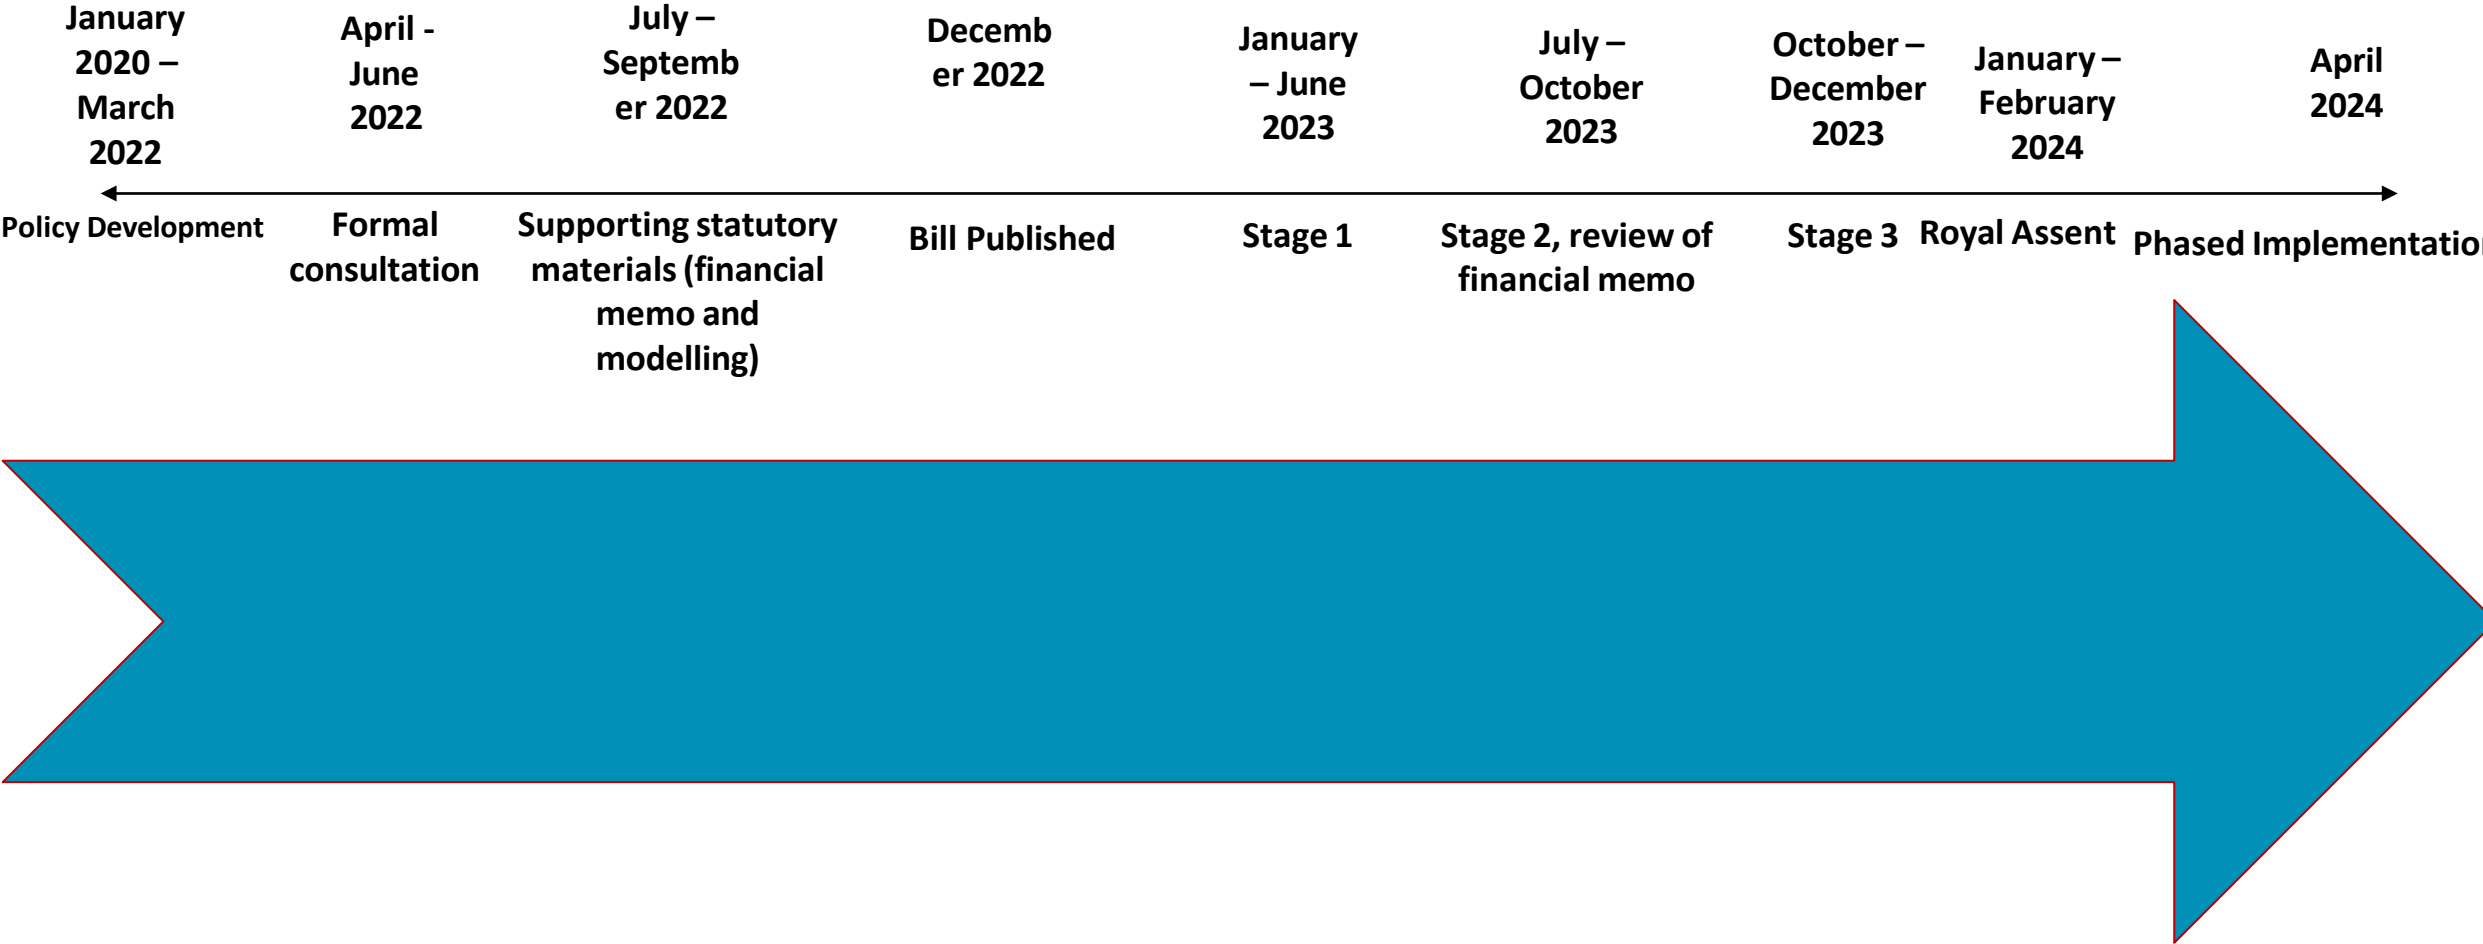 January
2020 –
March
2022
April -
June
2022
July –
Septemb
er 2022
Decemb
er 2022
January
– June
2023
July –
October
2023
October –
December
2023
January –
February
2024
April
2024
Policy Development
Formal
consultation
Supporting statutory
materials (financial
memo and
modelling)
Bill Published
Stage 1
Stage 2, review of
financial memo
Stage 3
Royal Assent
Phased Implementation